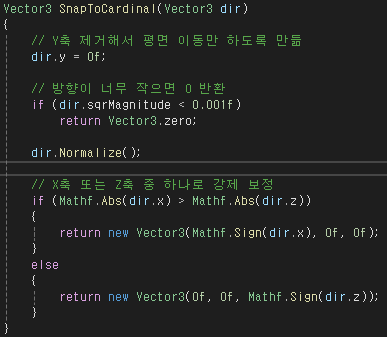 Vector3 SnapToCardinal(Vector3 dir)
{
// Y축 제거해서 평면 이동만 하도록 만듦
dir.y = 0f;
// 방향이 너무 작으면 0 반환
if (dir.sqrMagnitude < 0.001f)
return Vector3.zero;
dir.Normalize();
// X축 또는 Z축 중 하나로 강제 보정
if (Mathf.Abs(dir.x) > Mathf.Abs(dir.z))
{
return new Vector3(Mathf.Sign(dir.x), 0f, 0f);
}
else
{
return new Vector3(0f, 0f, Mathf.Sign(dir.z));
}
}